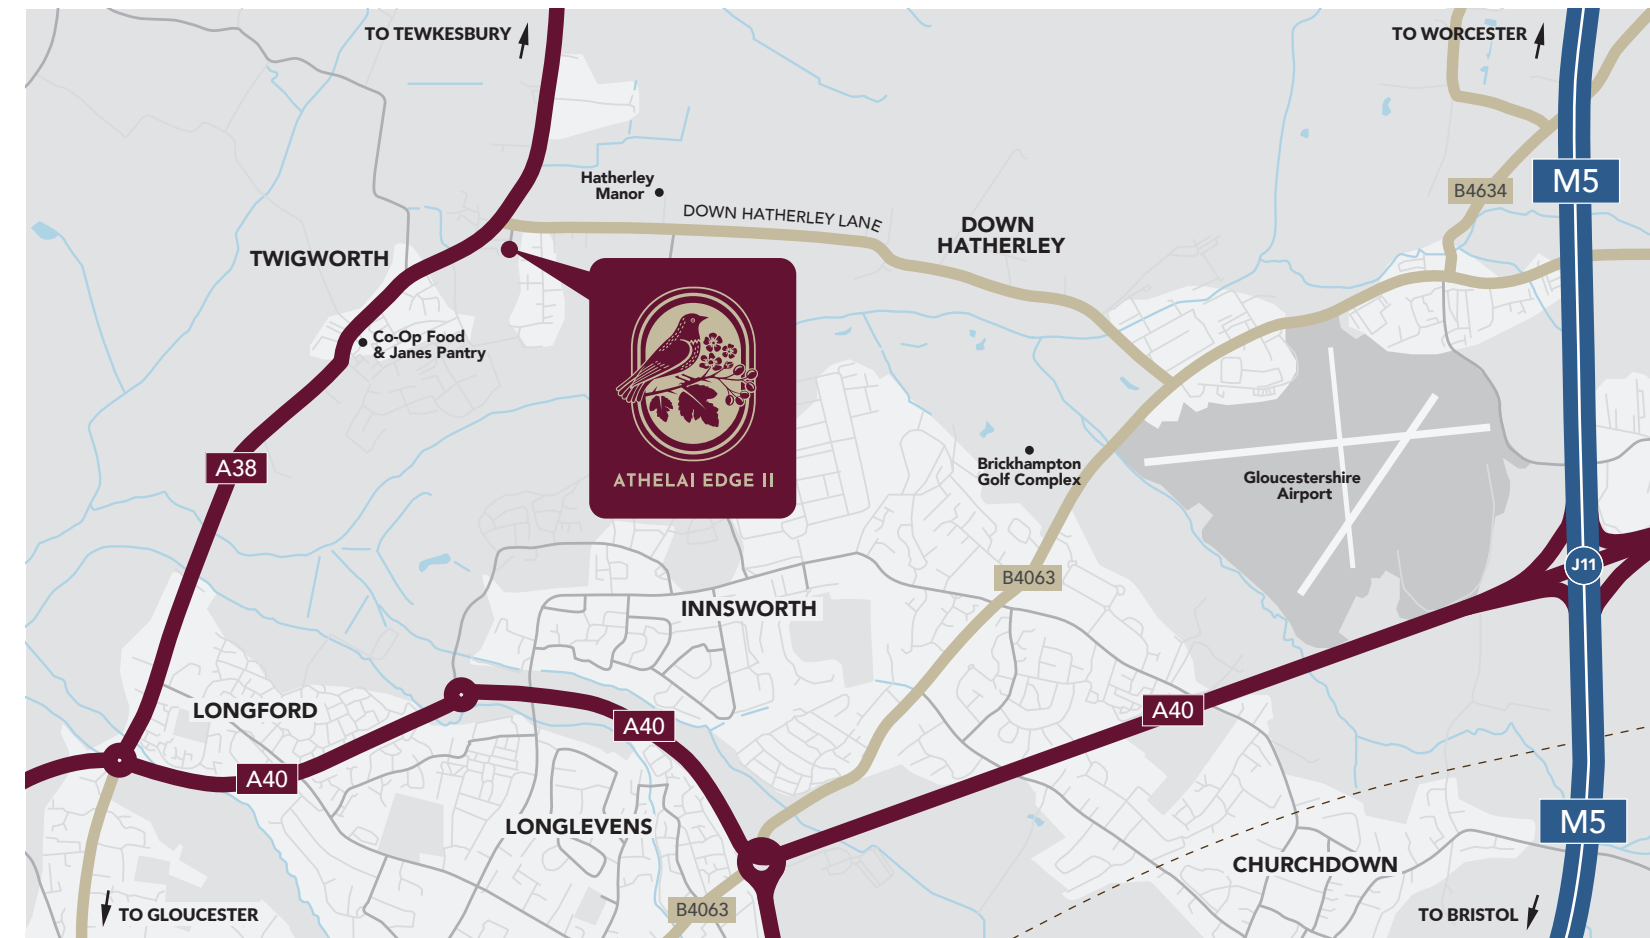 TO TEWKESBURY
TO WORCESTER
Hatherley
Manor
M5
B4634
DOWN HATHERLEY LANE
DOWN
HATHERLEY
TWIGWORTH
Co-Op Food
& Janes Pantry
A38
ATHELAI EDGE II
Brickhampton
Golf Complex
Gloucestershire
Airport
J11
B4063
INNSWORTH
LONGFORD
A40
A40
A40
LONGLEVENS
M5
CHURCHDOWN
B4063
TO GLOUCESTER
TO BRISTOL